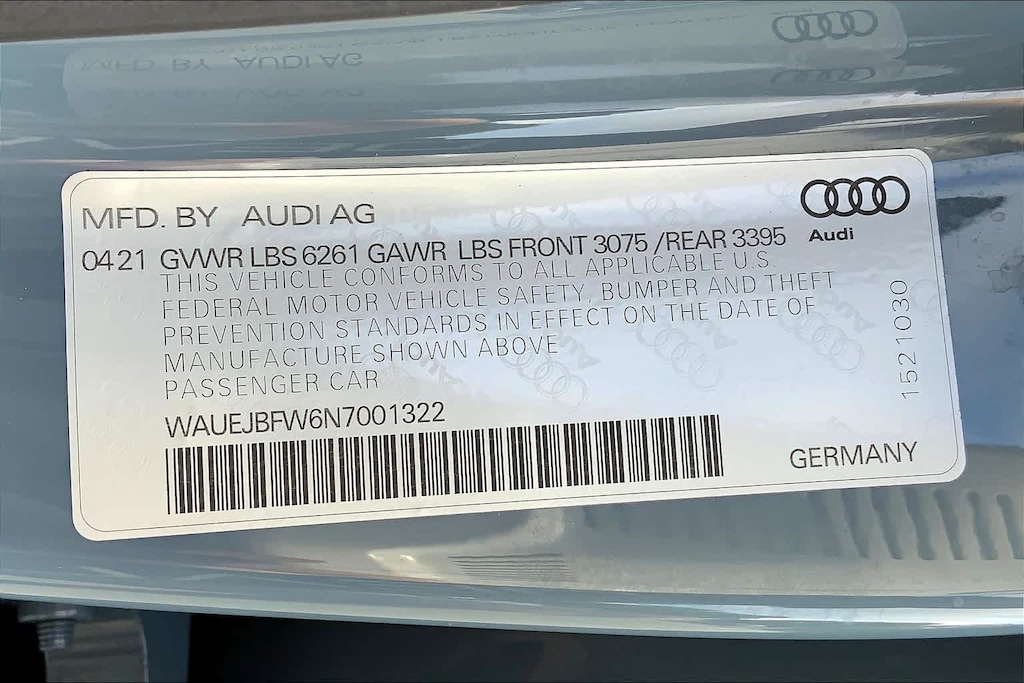 MFD. BY AUDI AG
Audi
0421 GVWR LBS 6261 GAWR LBS FRONT 3075 /REAR 3395
THIS VEHICLE CONFORMS TO ALL APPLICABLE U.S.
FEDERAL MOTOR VEHICLE SAFETY, BUMPER AND THEFT
PREVENTION STANDARDS IN EFFECT ON THE DATE OF
MANUFACTURE SHOWN ABOVE
PASSENGER CAR
1521030
WAUEJBFW6N7001322
GERMANY